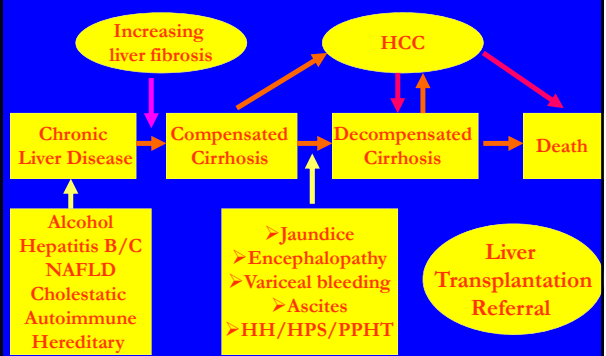 Increasing
liver fibrosis
HCC
Chronic
Liver Disease
Compensated
Cirrhosis
Decompensated
Cirrhosis
Death
Alcohol
Hepatitis B/C
NAFLD
Cholestatic
Autoimmune
Hereditary
➢Jaundice
➢Encephalopathy
➢Variceal bleeding
➢Ascites
➢HH/HPS/PPHT
Liver
Transplantation
Referral